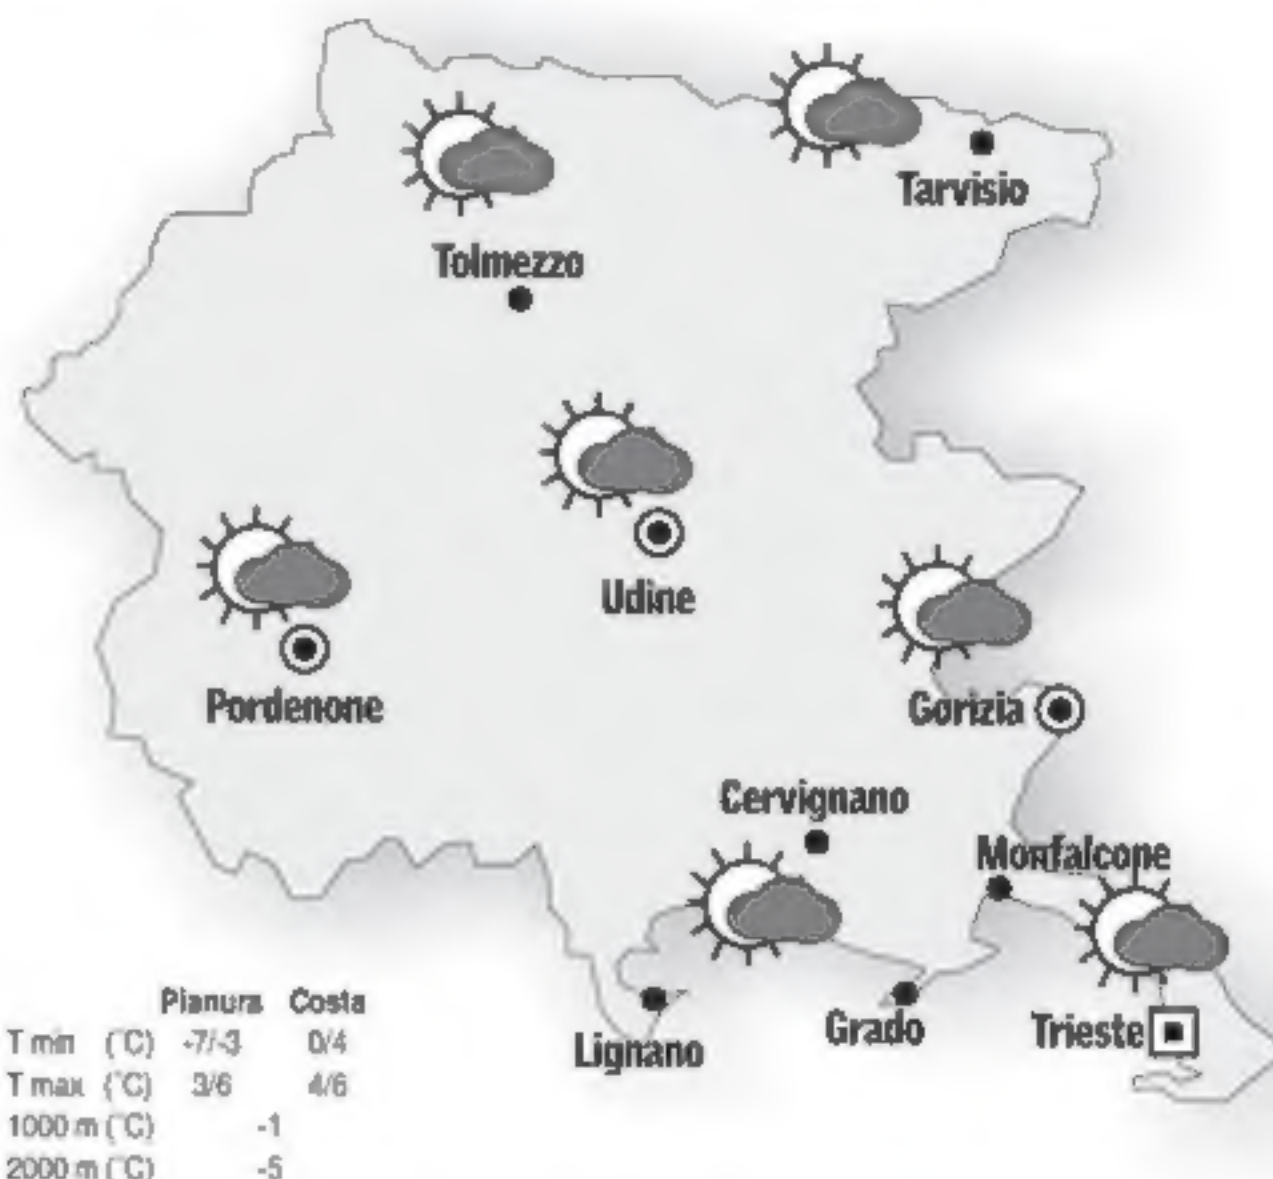 Tarvisio
Tolmezzo
Udine
Pordenone
Gorizia
Cervignano
Monfalcone
Lignano
Grado
Trieste
Pianura Costa
T min (°C) -7/-3 0/4
T max (°C) 3/6 4/6
1000 m (°C) -1
2000 m (°C) -5